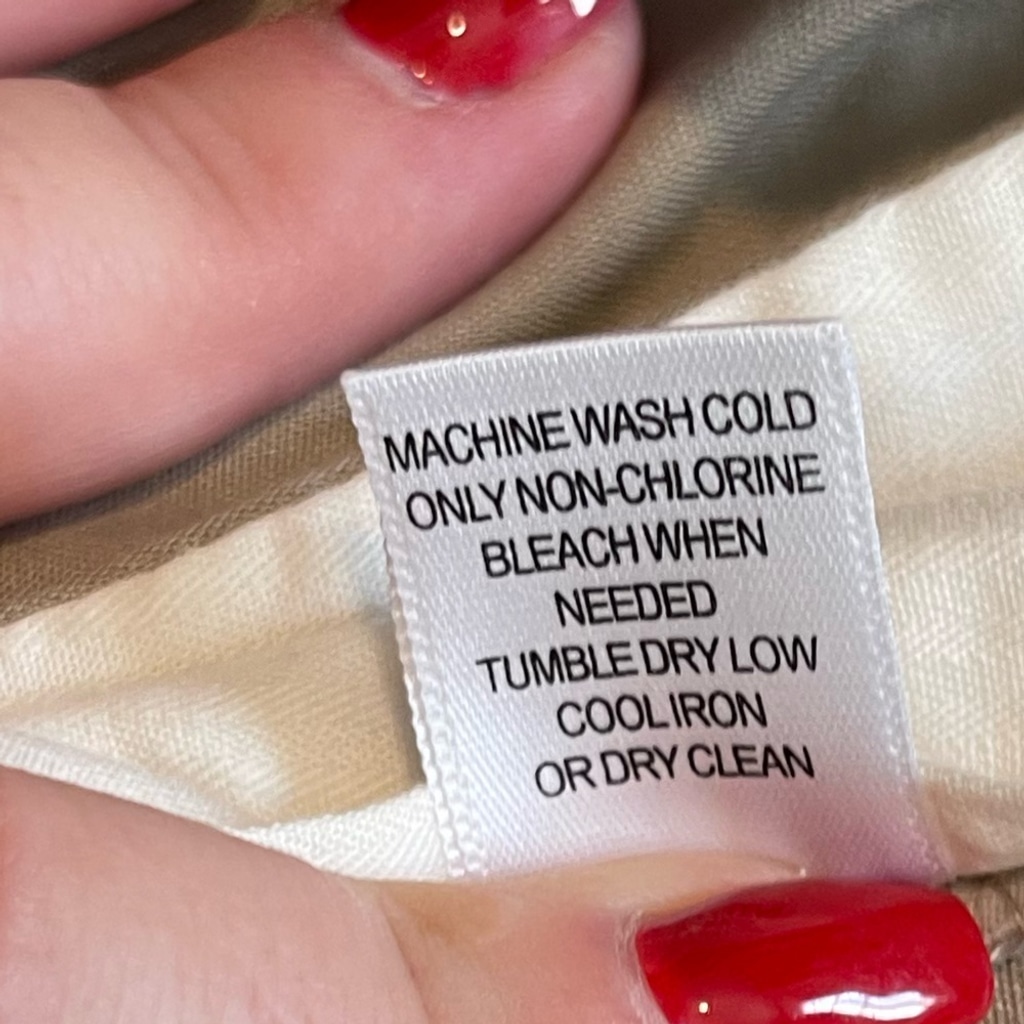 MACHINE WASH COLD
ONLY NON-CHLORINE
BLEACH WHEN
NEEDED
TUMBLE DRY LOW
COOL IRON
OR DRY CLEAN